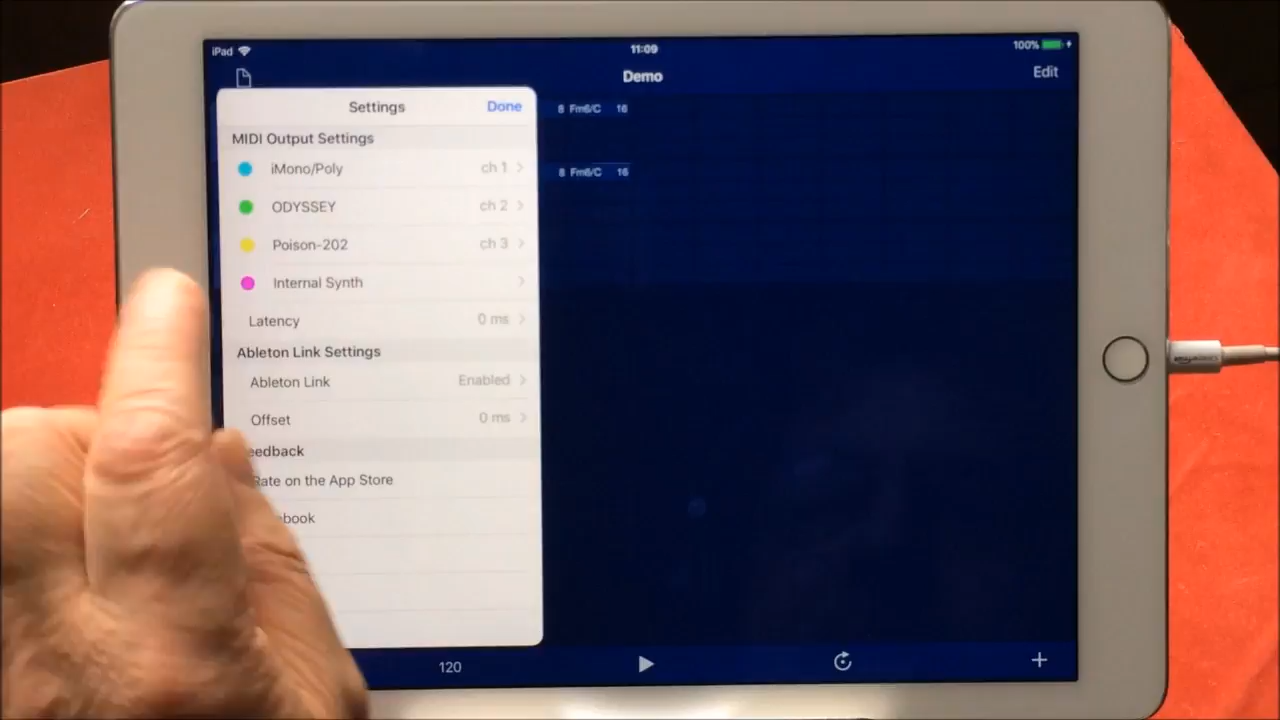 iPad 11:09 100%
Demo Edit
Settings Done
8 Fm6/C 16
MIDI Output Settings
iMono/Poly ch 1
8 Fm6/C 16
ODYSSEY ch 2
Poison-202 ch 3
Internal Synth
Latency 0 ms
Ableton Link Settings
Ableton Link Enabled
Offset 0 ms
eedback
Rate on the App Store
book
120